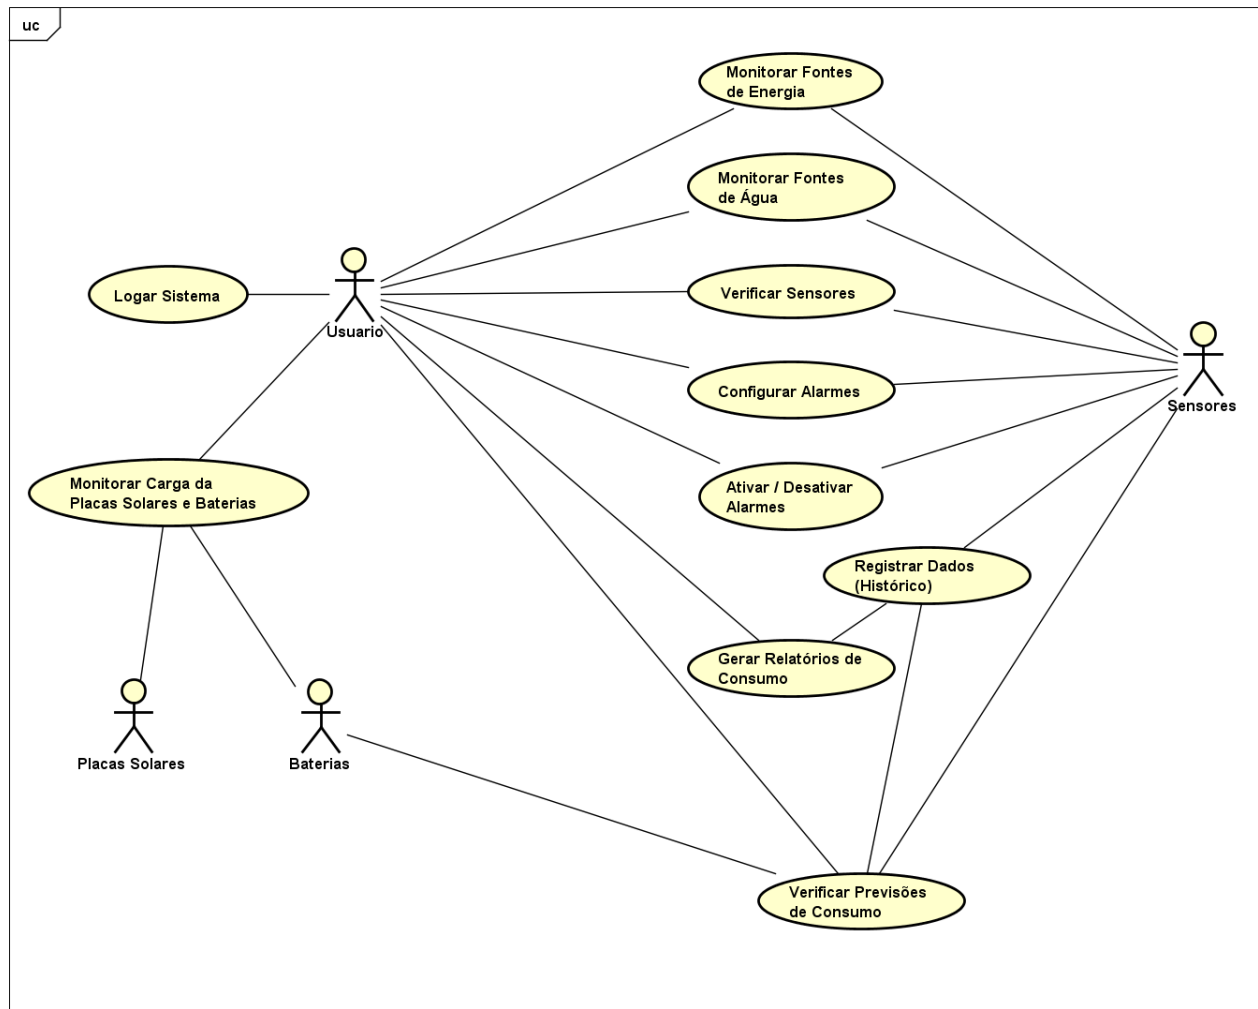 uc
Monitorar Fontes
de Energia
Monitorar Fontes
de Água
Logar Sistema
Verificar Sensores
Usuario
Configurar Alarmes
Sensores
Monitorar Carga da
Placas Solares e Baterias
Ativar / Desativar
Alarmes
Registrar Dados
(Histórico)
Gerar Relatórios de
Consumo
Placas Solares
Baterias
Verificar Previsões
de Consumo